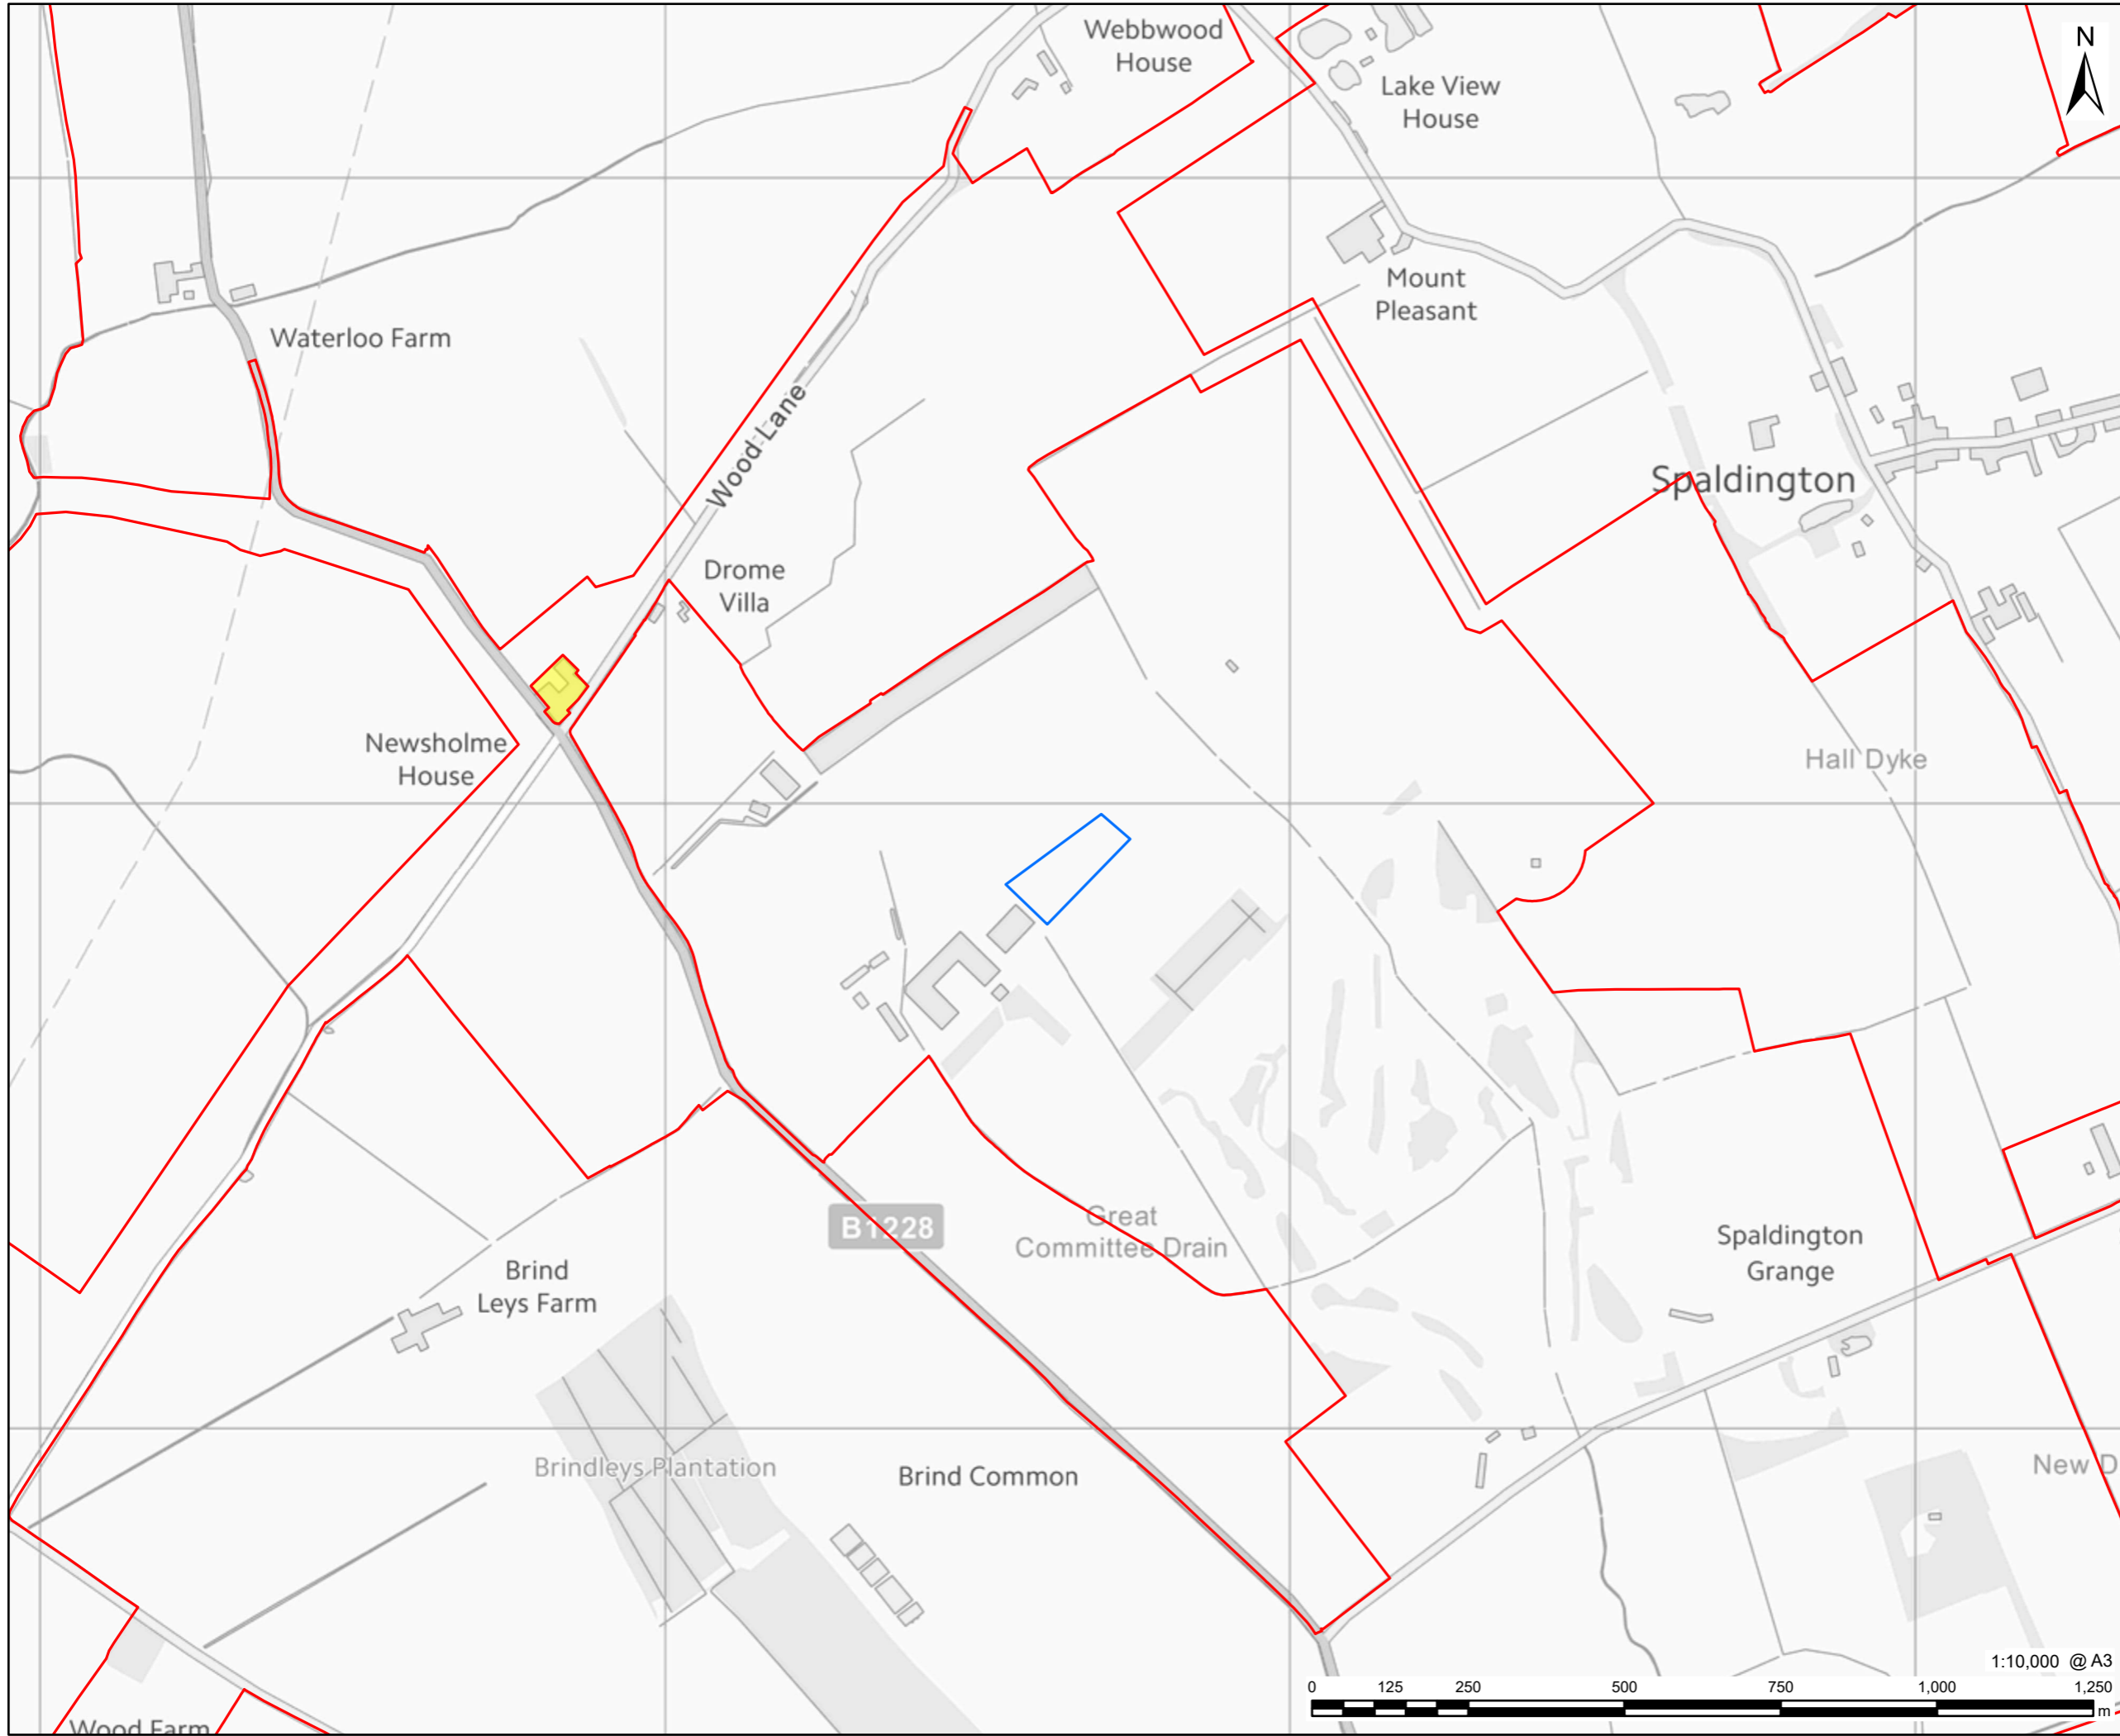 Webbwood
House
N
Lake View
House
Mount
Pleasant
Waterloo Farm
Wood Lane
Spaldington
Drome
Villa
Newsholme
House
Hall Dyke
B1228
Great
Committee Drain
Spaldington
Grange
Brind
Leys Farm
Brindleys Plantation
Brind Common
New D
1:10,000 @ A3
0 125 250 500 750 1,000 1,250
m
Wood Farm